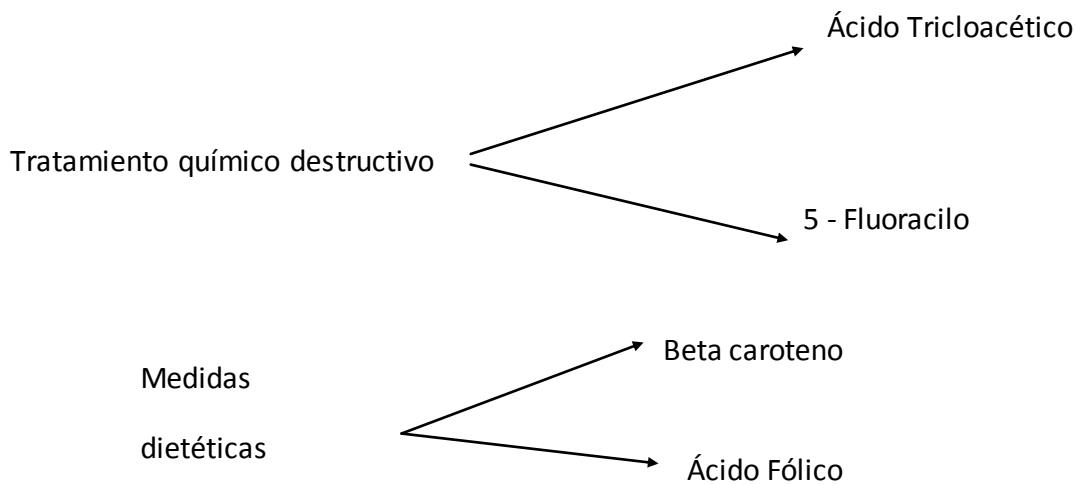 Ácido Tricloacético
Tratamiento químico destructivo
5 - Fluoracilo
Beta caroteno
Medidas
dietéticas
Ácido Fólico